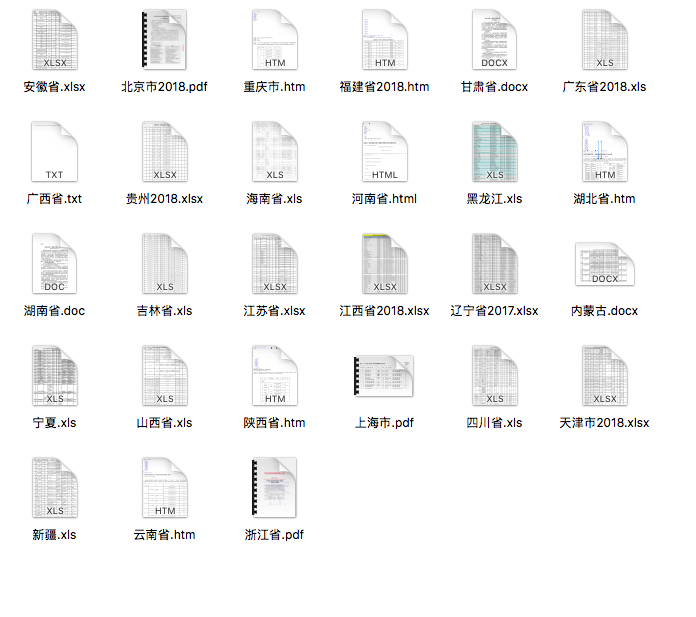 XLSX
HTM
HTM
DOCX
XLS
安徽省.xlsx
北京市2018.pdf
重庆市.htm
福建省2018.htm
甘肃省.docx
广东省2018.xls
TXT
XLSX
XLS
HTML
XLS
HTM
广西省.txt
贵州2018.xlsx
海南省.xls
河南省.html
黑龙江.xls
湖北省.htm
DOC
XLS
XLSX
XLSX
XLSX
DOCX
湖南省.doc
吉林省.xls
江苏省.xlsx
江西省2018.xlsx
辽宁省2017.xlsx
内蒙古.docx
XLS
XLS
HTM
XLS
XLSX
宁夏.xls
山西省.xls
陕西省.htm
上海市.pdf
四川省.xls
天津市2018.xlsx
XLS
HTM
新疆.xls
云南省.htm
浙江省.pdf